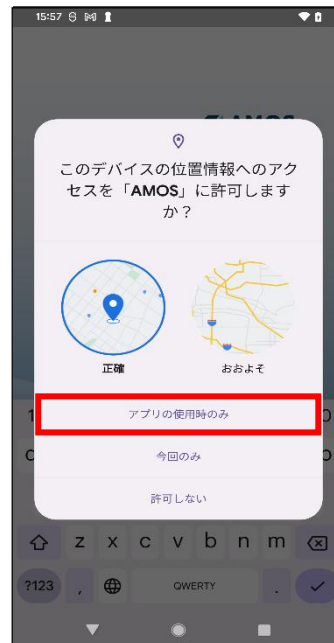 15:57
AMOS
このデバイスの位置情報へのアク
セスを「AMOS」に許可します
か？
正確 おおよそ
アプリの使用時のみ
今回のみ
許可しない
z x c v b n m
?123 , QWERTY .